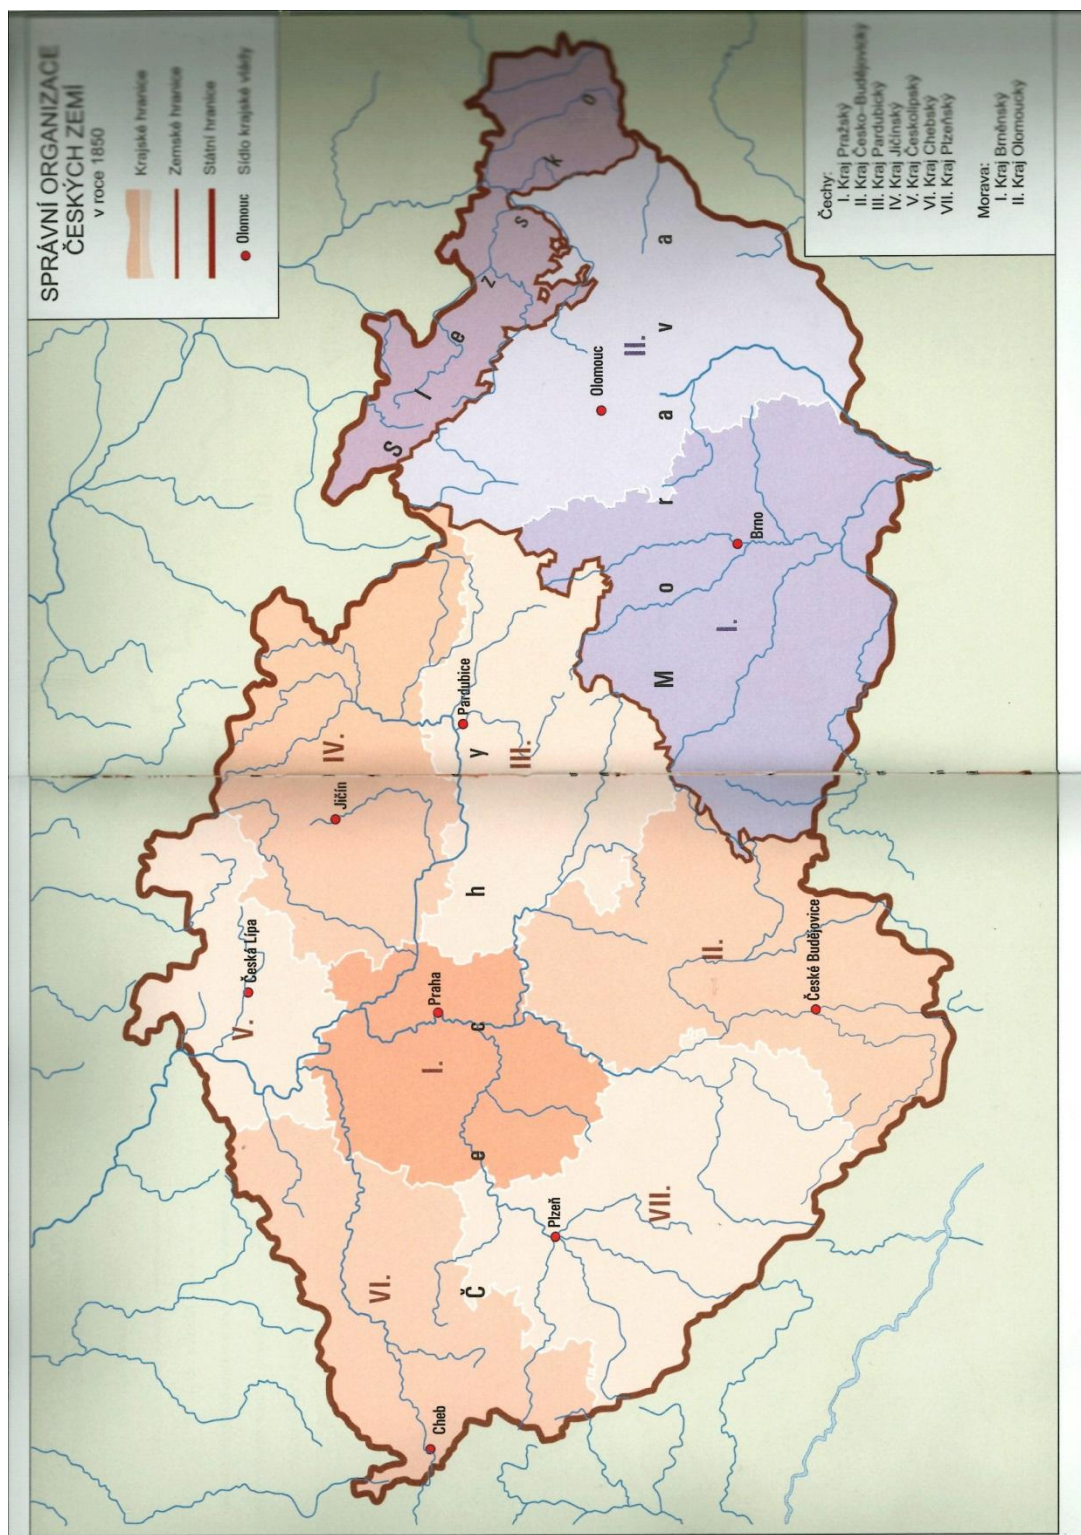 SPRÁVNÍ ORGANIZACE
ČESKÝCH ZEMÍ
v roce 1850
Krajské hranice
Zemské hranice
Státní hranice
Olomouc Sídlo krajské vlády
Čechy
Morava
Slezsko
V.
Česká Lípa
IV.
Jičín
VI.
Cheb
I.
Praha
Pardubice
III.
Plzeň
VII.
II.
České Budějovice
Olomouc
II.
I.
Brno
Čechy:
I. Kraj Pražský
II. Kraj Česko-Budějovický
III. Kraj Pardubický
IV. Kraj Jičínský
V. Kraj Českolipský
VI. Kraj Chebský
VII. Kraj Plzeňský
Morava:
I. Kraj Brněnský
II. Kraj Olomoucký